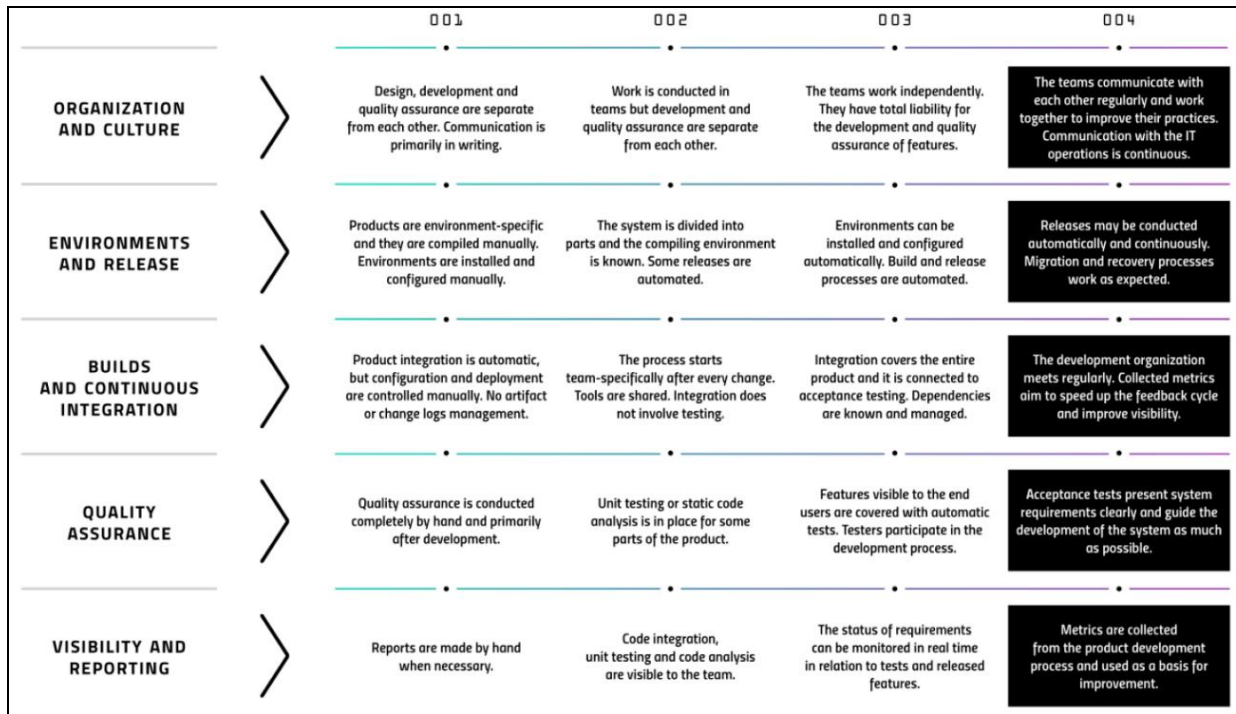 001
002
003
004
ORGANIZATION
AND CULTURE
Design, development and
quality assurance are separate
from each other. Communication is
primarily in writing.
Work is conducted in
teams but development and
quality assurance are separate
from each other.
The teams work independently.
They have total liability for
the development and quality
assurance of features.
The teams communicate with
each other regularly and work
together to improve their practices.
Communication with the IT
operations is continuous.
ENVIRONMENTS
AND RELEASE
Products are environment-specific
and they are compiled manually.
Environments are installed and
configured manually.
The system is divided into
parts and the compiling environment
is known. Some releases are
automated.
Environments can be
installed and configured
automatically. Build and release
processes are automated.
Releases may be conducted
automatically and continuously.
Migration and recovery processes
work as expected.
BUILDS
AND CONTINUOUS
INTEGRATION
Product integration is automatic,
but configuration and deployment
are controlled manually. No artifact
or change logs management.
The process starts
team-specifically after every change.
Tools are shared. Integration does
not involve testing.
Integration covers the entire
product and it is connected to
acceptance testing. Dependencies
are known and managed.
The development organization
meets regularly. Collected metrics
aim to speed up the feedback cycle
and improve visibility.
QUALITY
ASSURANCE
Quality assurance is conducted
completely by hand and primarily
after development.
Unit testing or static code
analysis is in place for some
parts of the product.
Features visible to the end
users are covered with automatic
tests. Testers participate in the
development process.
Acceptance tests present system
requirements clearly and guide the
development of the system as much
as possible.
VISIBILITY AND
REPORTING
Reports are made by hand
when necessary.
Code integration,
unit testing and code analysis
are visible to the team.
The status of requirements
can be monitored in real time
in relation to tests and released
features.
Metrics are collected
from the product development
process and used as a basis for
improvement.